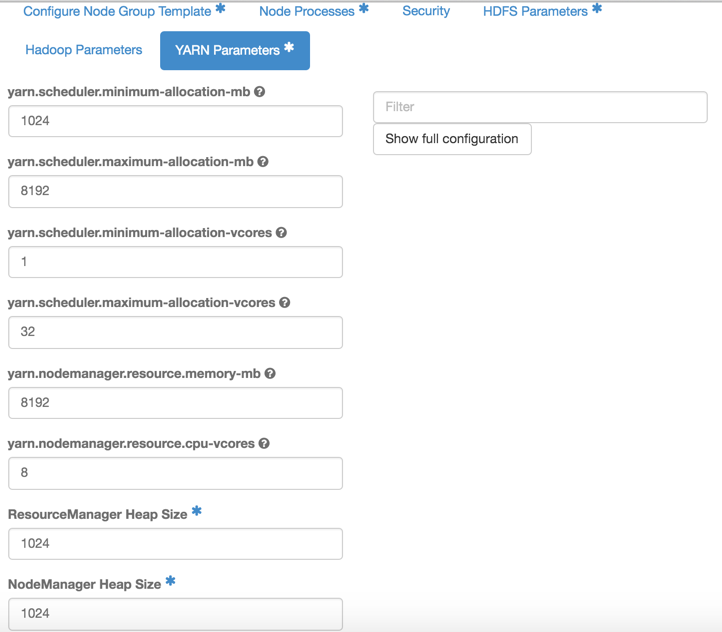 Configure Node Group Template * Node Processes * Security HDFS Parameters *
Hadoop Parameters YARN Parameters *
yarn.scheduler.minimum-allocation-mb ?
1024
yarn.scheduler.maximum-allocation-mb ?
8192
yarn.scheduler.minimum-allocation-vcores ?
1
yarn.scheduler.maximum-allocation-vcores ?
32
yarn.nodemanager.resource.memory-mb ?
8192
yarn.nodemanager.resource.cpu-vcores ?
8
ResourceManager Heap Size *
1024
NodeManager Heap Size *
1024
Filter
Show full configuration